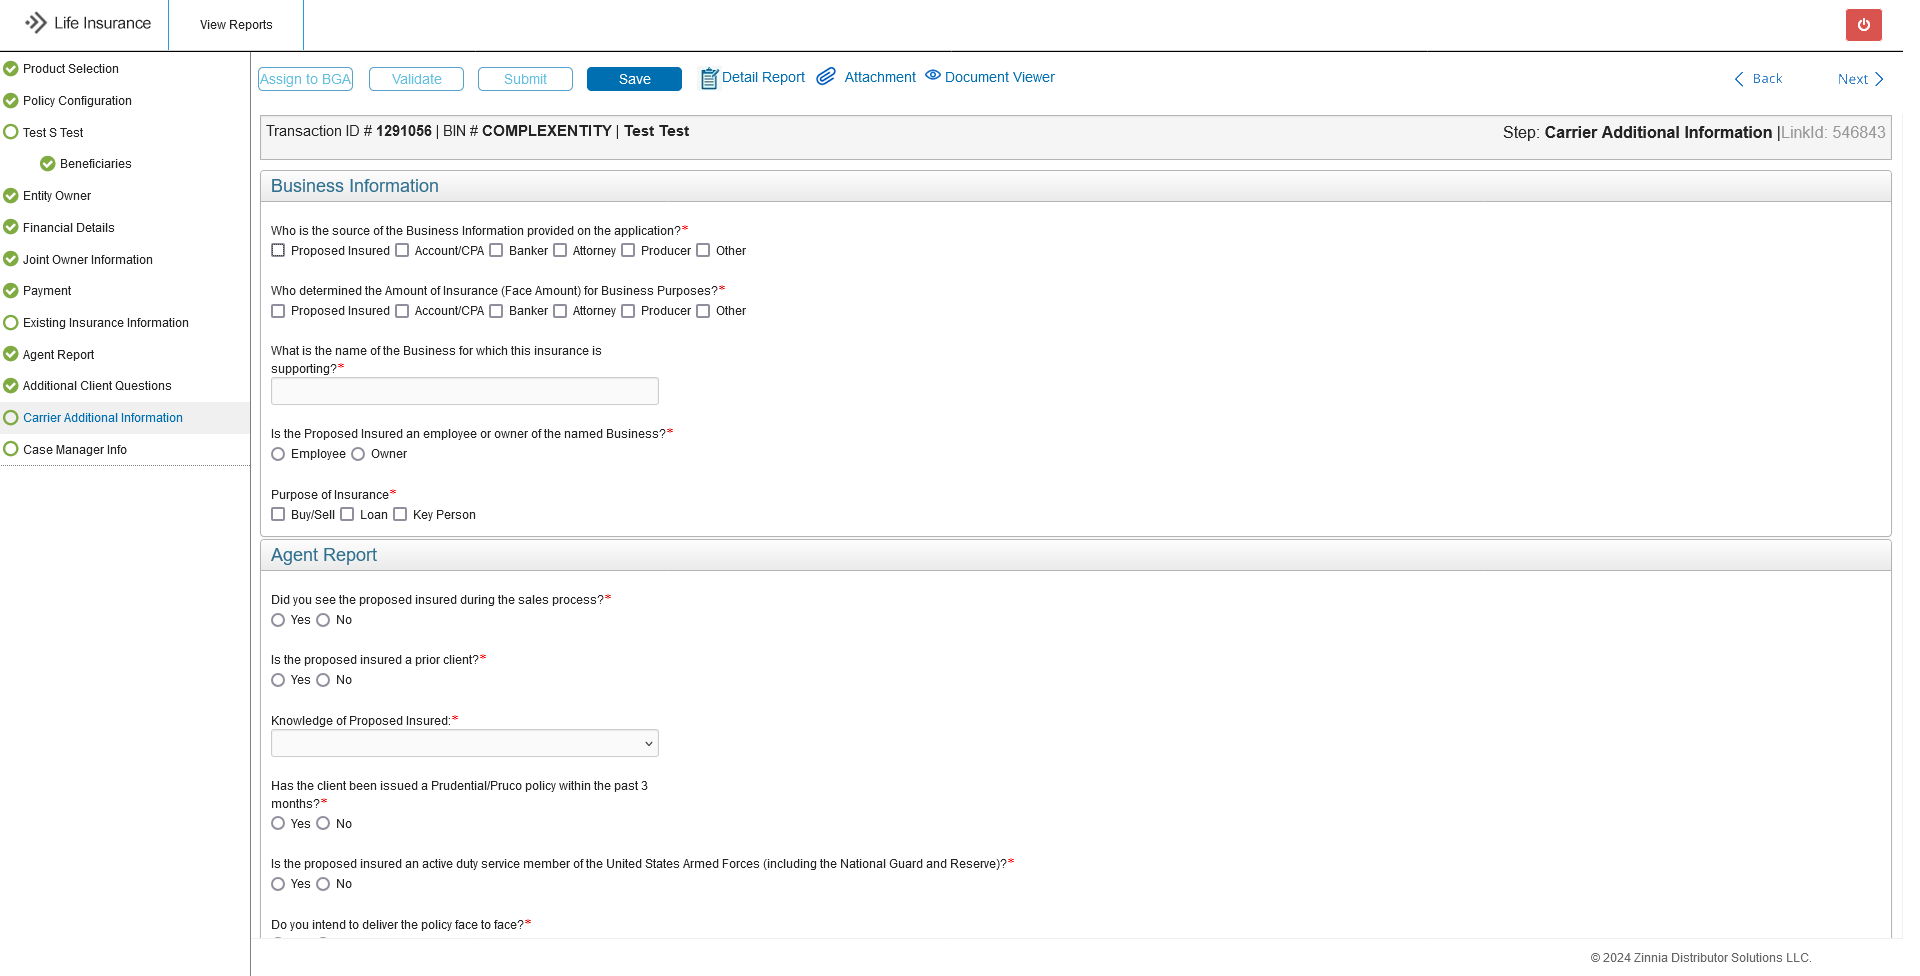 Life Insurance
View Reports
Product Selection
Policy Configuration
Test S Test
Beneficiaries
Entity Owner
Financial Details
Joint Owner Information
Payment
Existing Insurance Information
Agent Report
Additional Client Questions
Carrier Additional Information
Case Manager Info
Assign to BGA Validate Submit Save Detail Report Attachment Document Viewer Back Next
Transaction ID # 1291056 | BIN # COMPLEXENTITY | Test Test
Step: Carrier Additional Information |LinkId: 546843
Business Information
Who is the source of the Business Information provided on the application?*
Proposed Insured Account/CPA Banker Attorney Producer Other
Who determined the Amount of Insurance (Face Amount) for Business Purposes?*
Proposed Insured Account/CPA Banker Attorney Producer Other
What is the name of the Business for which this insurance is
supporting?*
Is the Proposed Insured an employee or owner of the named Business?*
Employee Owner
Purpose of Insurance*
Buy/Sell Loan Key Person
Agent Report
Did you see the proposed insured during the sales process?*
Yes No
Is the proposed insured a prior client?*
Yes No
Knowledge of Proposed Insured:*
Has the client been issued a Prudential/Pruco policy within the past 3
months?*
Yes No
Is the proposed insured an active duty service member of the United States Armed Forces (including the National Guard and Reserve)?*
Yes No
Do you intend to deliver the policy face to face?*
© 2024 Zinnia Distributor Solutions LLC.